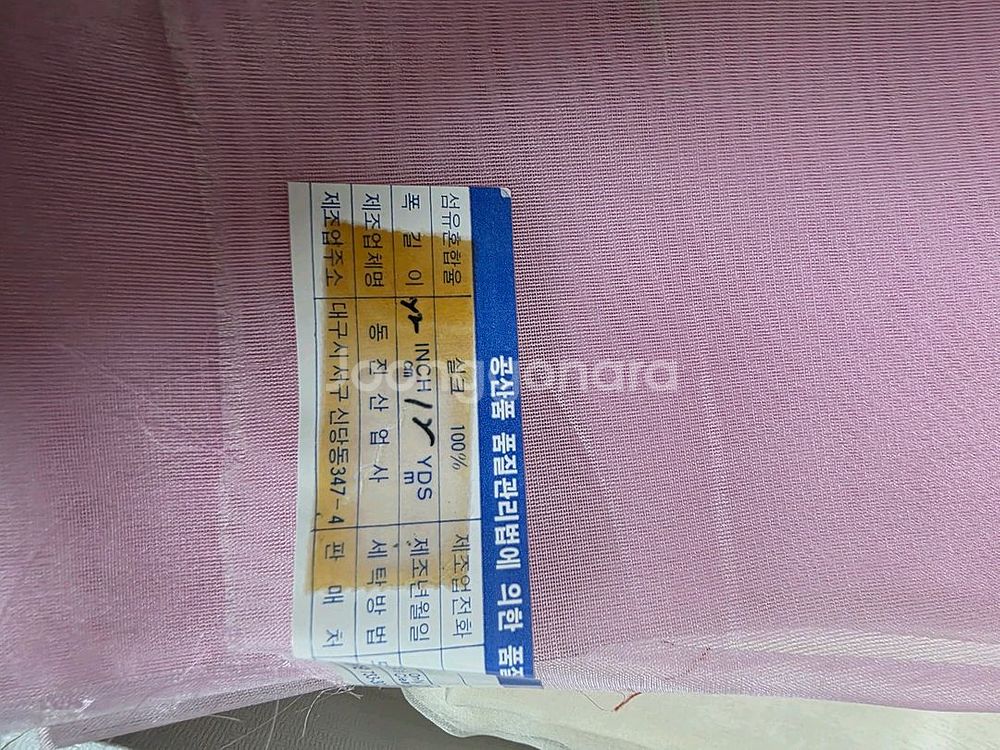 공산품 품질관리법에 의한 품질
섬유혼합율 실크 100% 제조업전화
폭 길 이 INCH YDS 제조년월일
cm m
제조업체명 동 진 산 업 사 세 탁 방 법
제조업주소 대구시서구신당동347-4 판 매 처
Joongonara